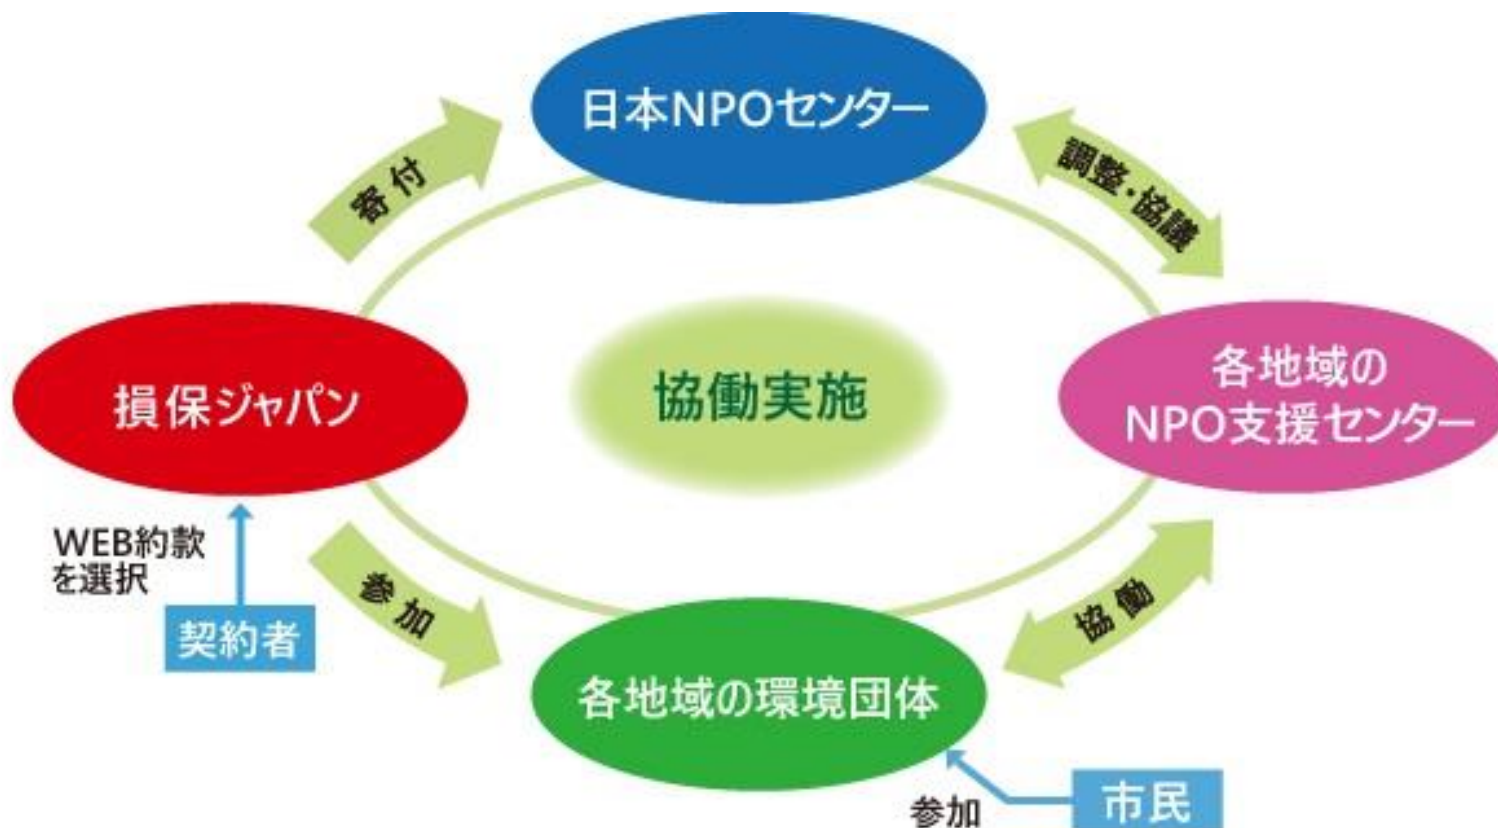 日本NPOセンター
寄付
調整・協議
損保ジャパン
協働実施
各地域の
NPO支援センター
WEB約款
を選択
契約者
参加
協働
各地域の環境団体
参加
市民